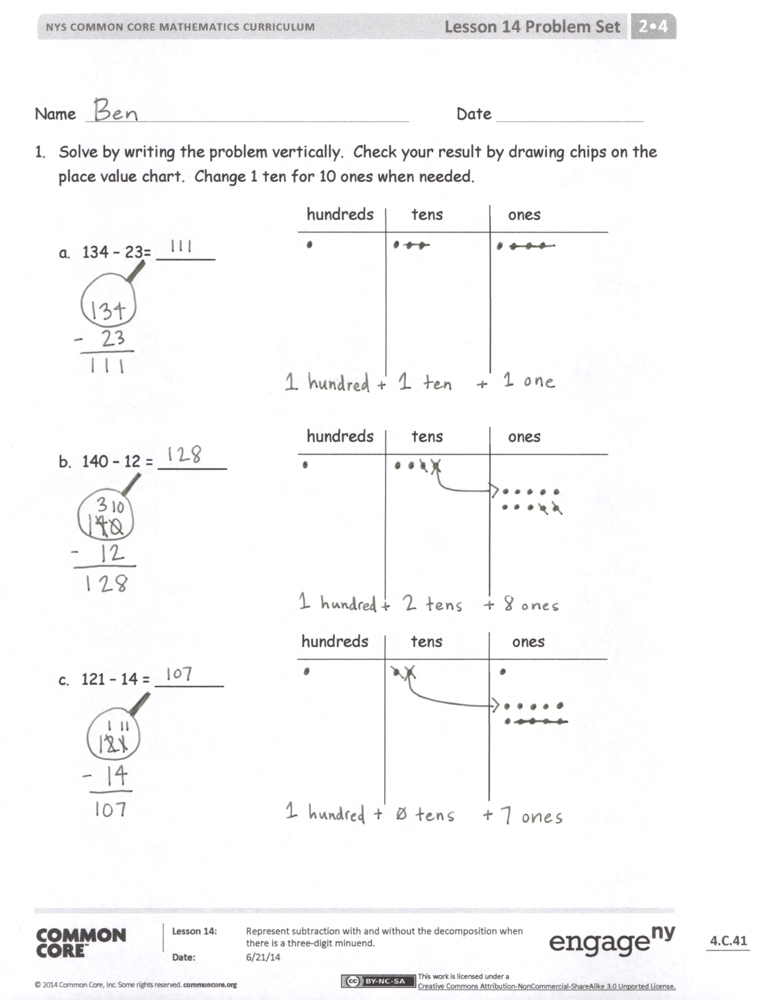 NYS COMMON CORE MATHEMATICS CURRICULUM Lesson 14 Problem Set 2•4
Name Ben Date
1. Solve by writing the problem vertically. Check your result by drawing chips on the
place value chart. Change 1 ten for 10 ones when needed.
hundreds tens ones
a. 134 - 23= 111
134
- 23
111
1 hundred + 1 ten + 1 one
hundreds tens ones
b. 140 - 12 = 128
3 10
140
- 12
128
1 hundred + 2 tens + 8 ones
hundreds tens ones
c. 121 - 14 = 107
1 11
121
- 14
107
1 hundred + 0 tens + 7 ones
COMMON
CORE™
Lesson 14: Represent subtraction with and without the decomposition when
there is a three-digit minuend.
Date: 6/21/14
engage ny
4.C.41
© 2014 Common Core, Inc. Some rights reserved. commoncore.org
cc BY-NC-SA
This work is licensed under a
Creative Commons Attribution-NonCommercial-ShareAlike 3.0 Unported License.